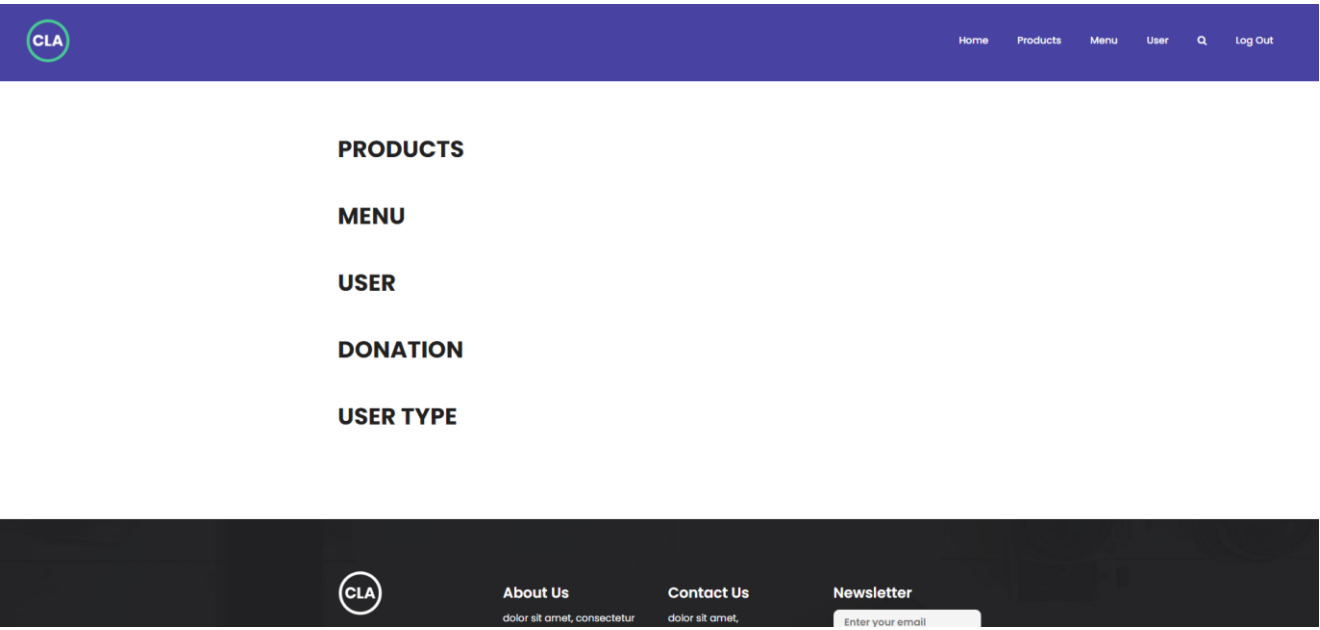 CLA
Home Products Menu User Log Out
PRODUCTS
MENU
USER
DONATION
USER TYPE
CLA
About Us
dolor sit amet, consectetur
Contact Us
dolor sit amet,
Newsletter
Enter your email